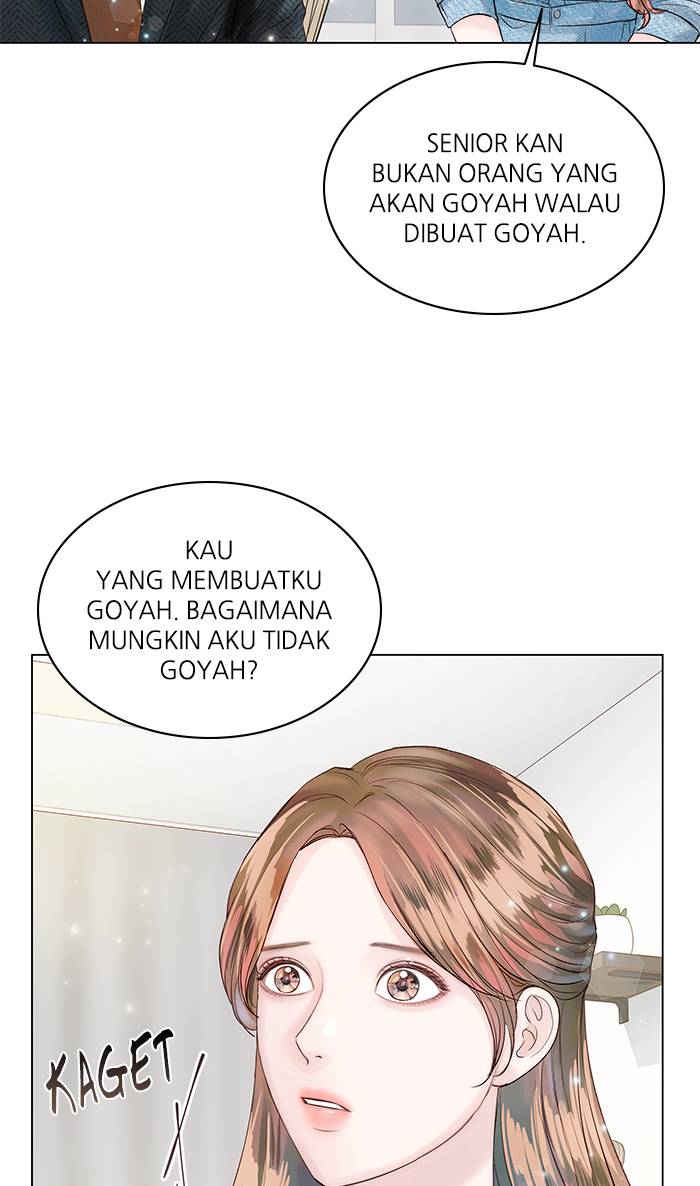 SENIOR KAN
BUKAN ORANG YANG
AKAN GOYAH WALAU
DIBUAT GOYAH.
KAU
YANG MEMBUATKU
GOYAH. BAGAIMANA
MUNGKIN AKU TIDAK
GOYAH?
KAGET